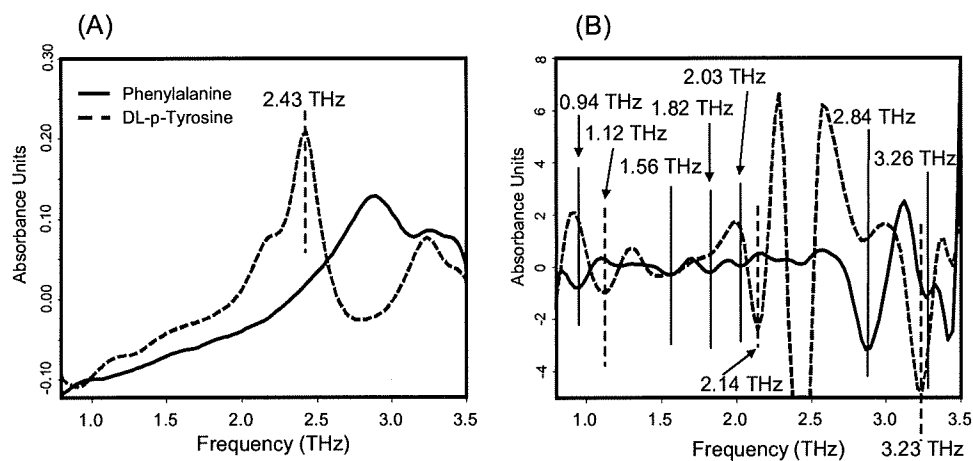 (A)
(B)
0.30
0.20
0.10
0.00
-0.10
Absorbance Units
Phenylalanine
DL-p-Tyrosine
2.43 THz
1.0
1.5
2.0
2.5
3.0
3.5
Frequency (THz)
8
6
4
2
0
-2
-4
Absorbance Units
0.94 THz
1.12 THz
1.56 THz
1.82 THz
2.03 THz
2.14 THz
2.84 THz
3.26 THz
1.0
1.5
2.0
2.5
3.0
3.5
Frequency (THz)
3.23 THz